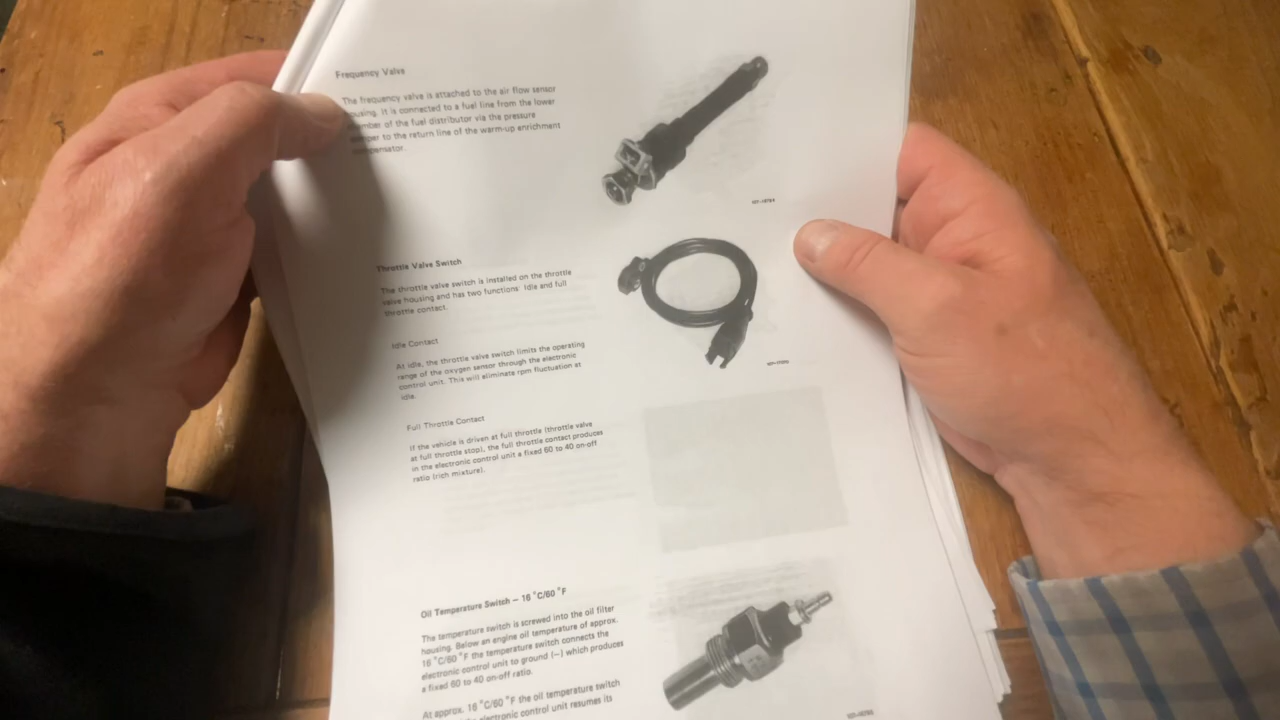 Frequency Valve
The frequency valve is attached to the air flow sensor
housing. It is connected to a fuel line from the lower
of the fuel distributor via the pressure
to the return line of the warm-up enrichment
Throttle Valve Switch
The throttle valve switch is installed on the throttle
valve housing and has two functions: Idle and full
throttle contact.
Idle Contact
At idle, the throttle valve switch limits the operating
range of the oxygen sensor through the electronic
control unit. This will eliminate rpm fluctuation at
idle.
Full Throttle Contact
If the vehicle is driven at full throttle (throttle valve
at full throttle stop), the full throttle contact produces
in the electronic control unit a fixed 60 to 40 on-off
ratio (rich mixture).
Oil Temperature Switch – 16 °C/60 °F
The temperature switch is screwed into the oil filter
housing. Below an engine oil temperature of approx.
16 °C/60 °F the temperature switch connects the
electronic control unit to ground (–) which produces
a fixed 60 to 40 on-off ratio.
At approx. 16 °C/60 °F the oil temperature switch
electronic control unit resumes its